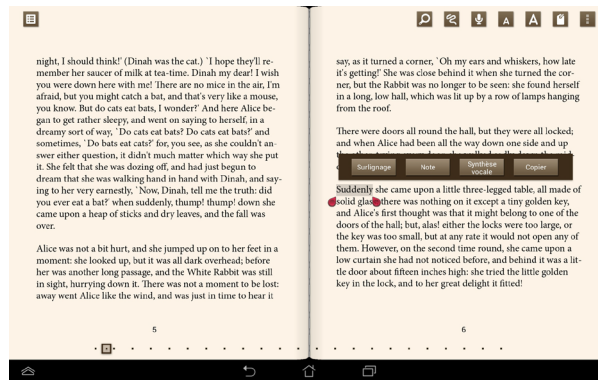 night, I should think!' (Dinah was the cat.) `I hope they'll re-
member her saucer of milk at tea-time. Dinah my dear! I wish
you were down here with me! There are no mice in the air, I'm
afraid, but you might catch a bat, and that's very like a mouse,
you know. But do cats eat bats, I wonder?' And here Alice be-
gan to get rather sleepy, and went on saying to herself, in a
dreamy sort of way, `Do cats eat bats? Do cats eat bats?' and
sometimes, `Do bats eat cats?' for, you see, as she couldn't an-
swer either question, it didn't much matter which way she put
it. She felt that she was dozing off, and had just begun to
dream that she was walking hand in hand with Dinah, and say-
ing to her very earnestly, `Now, Dinah, tell me the truth: did
you ever eat a bat?' when suddenly, thump! thump! down she
came upon a heap of sticks and dry leaves, and the fall was
over.
Alice was not a bit hurt, and she jumped up on to her feet in a
moment: she looked up, but it was all dark overhead; before
her was another long passage, and the White Rabbit was still
in sight, hurrying down it. There was not a moment to be lost:
away went Alice like the wind, and was just in time to hear it
5
say, as it turned a corner, `Oh my ears and whiskers, how late
it's getting!' She was close behind it when she turned the cor-
ner, but the Rabbit was no longer to be seen: she found herself
in a long, low hall, which was lit up by a row of lamps hanging
from the roof.
There were doors all round the hall, but they were all locked;
and when Alice had been all the way down one side and up
Surlignage
Note
Synthèse
vocale
Copier
Suddenly she came upon a little three-legged table, all made of
solid glas there was nothing on it except a tiny golden key,
and Alice's first thought was that it might belong to one of the
doors of the hall; but, alas! either the locks were too large, or
the key was too small, but at any rate it would not open any of
them. However, on the second time round, she came upon a
low curtain she had not noticed before, and behind it was a lit-
tle door about fifteen inches high: she tried the little golden
key in the lock, and to her great delight it fitted!
6